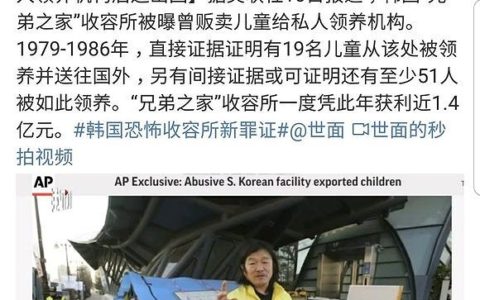 兄
弟之家”收容所被曝曾贩卖儿童给私人领养机构。
1979-1986年，直接证据证明有19名儿童从该处被领
养并送往国外，另有间接证据或可证明还有至少51人
被如此领养。“兄弟之家”收容所一度凭此年获利近1.4
亿元。#韩国恐怖收容所新罪证#@世面 世面的秒
拍视频
AP AP Exclusive: Abusive S. Korean facility exported children